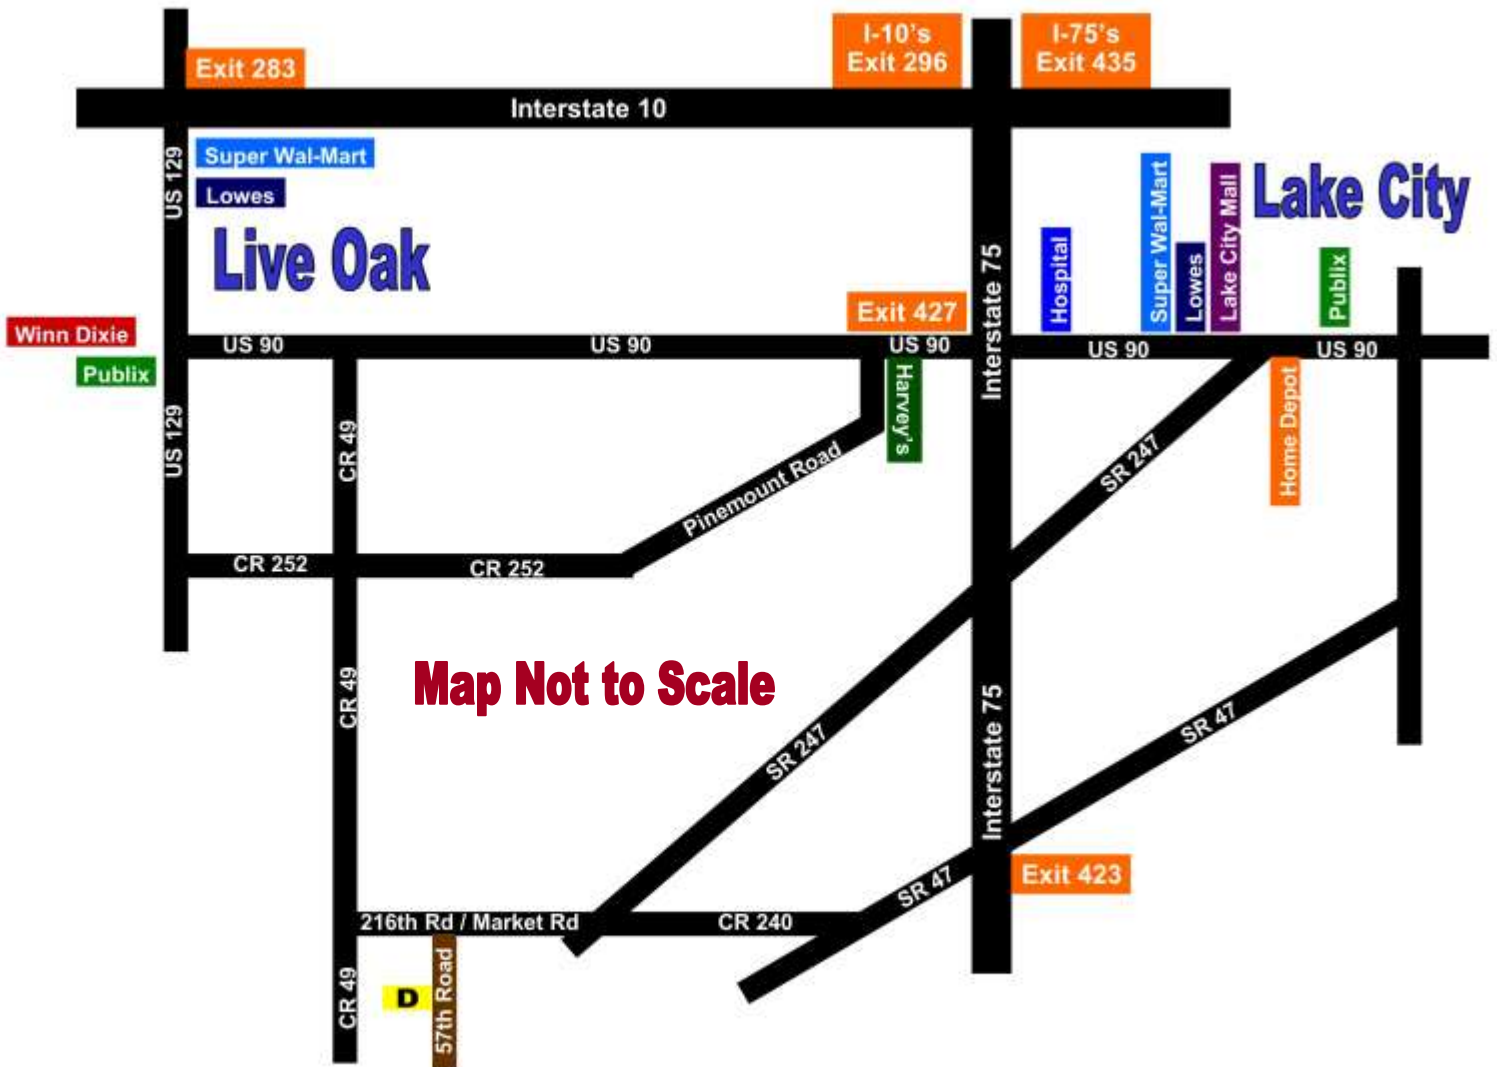 I-10's
Exit 296
I-75's
Exit 435
Exit 283
Interstate 10
US 129
Super Wal-Mart
Lowes
Live Oak
Lake City
Hospital
Super Wal-Mart
Lowes
Lake City Mall
Publix
Interstate 75
Exit 427
Winn Dixie
Publix
US 90
US 90
US 90
US 90
US 90
US 129
CR 49
Harvey's
Home Depot
SR 247
Pinemount Road
CR 252
CR 252
Map Not to Scale
CR 49
SR 247
Interstate 75
SR 47
SR 47
Exit 423
216th Rd / Market Rd
CR 240
CR 49
D
57th Road